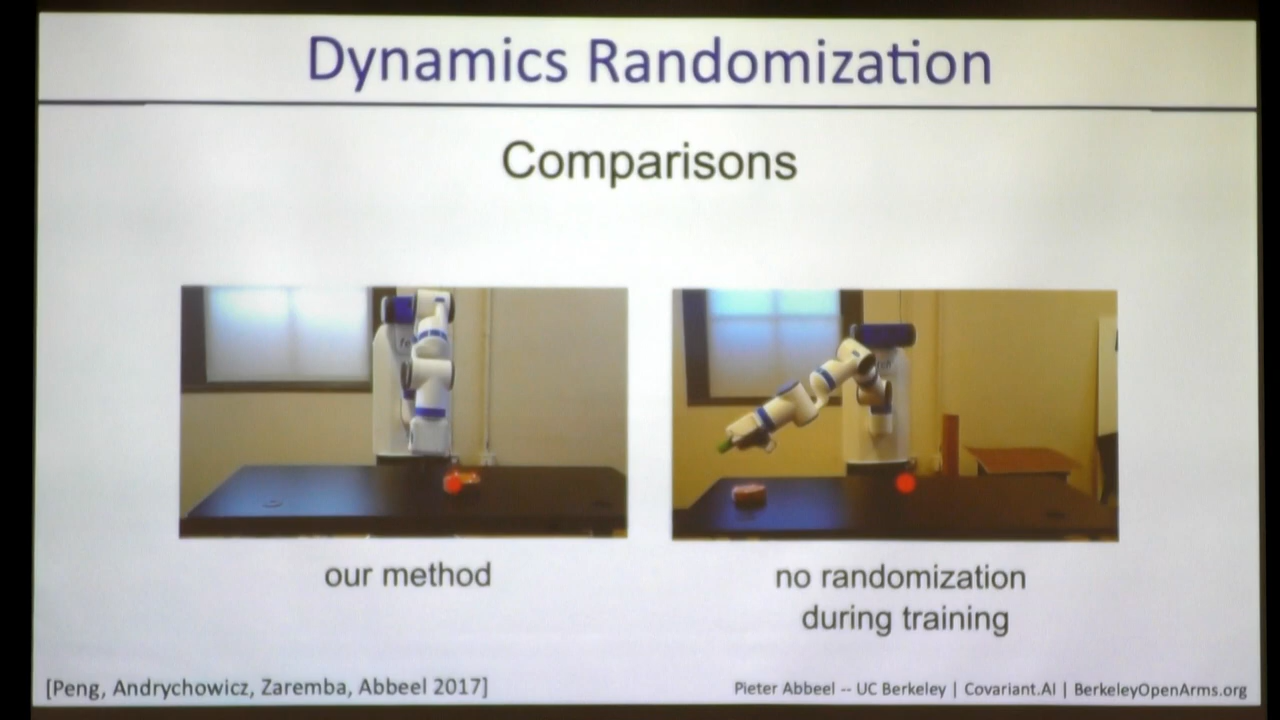 Dynamics Randomization
Comparisons
our method
no randomization
during training
[Peng, Andrychowicz, Zaremba, Abbeel 2017]
Pieter Abbeel -- UC Berkeley | Covariant.AI | BerkeleyOpenArms.org